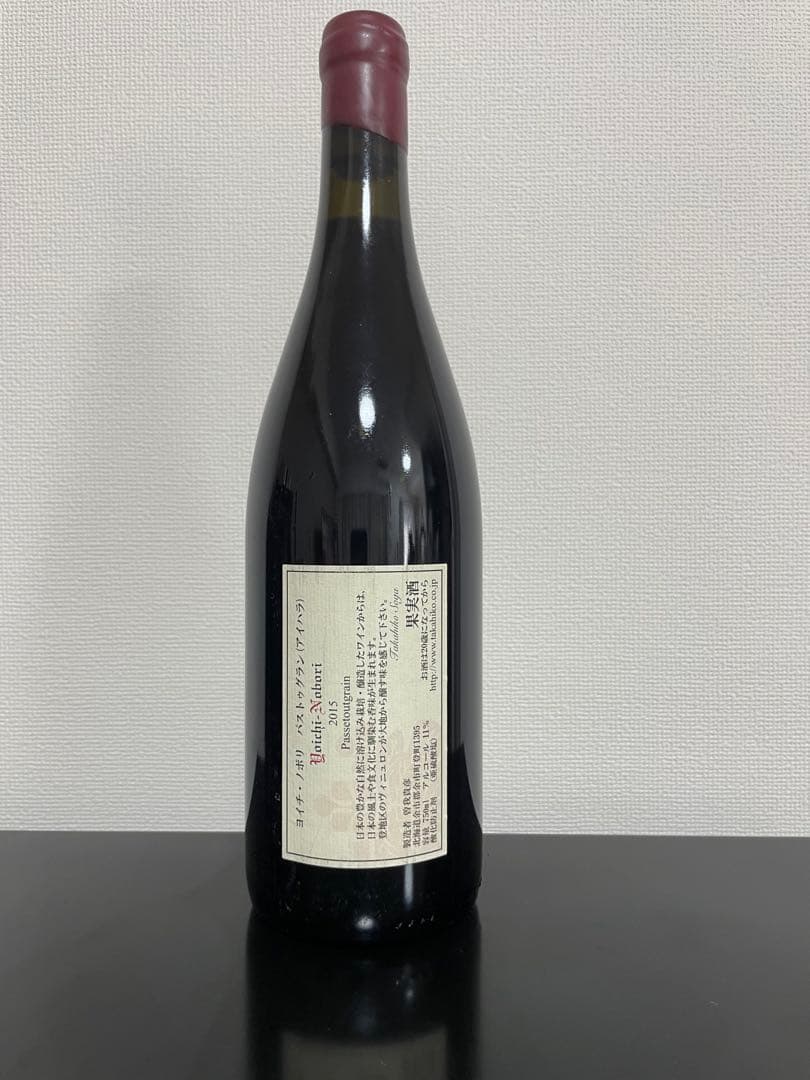 ヨイチ・ノボリ パストゥグラン(アイハラ)
Yoichi-Nobori
2015
Passetoutgrain
日本の豊かな自然に溶け込み栽培・醸造したワインからは、
日本の風土や食文化に馴染む香味が生まれます。
登地区のヴィニュロンが大地から醸す味を感じて下さい。
Takahiko Soga
製造者 曽我貴彦
北海道余市郡余市町登町1395
容量 750ml アルコール 11%
酸化防止剤 (亜硫酸塩)
果実酒
お酒は20歳になってから
http://www.takahiko.co.jp